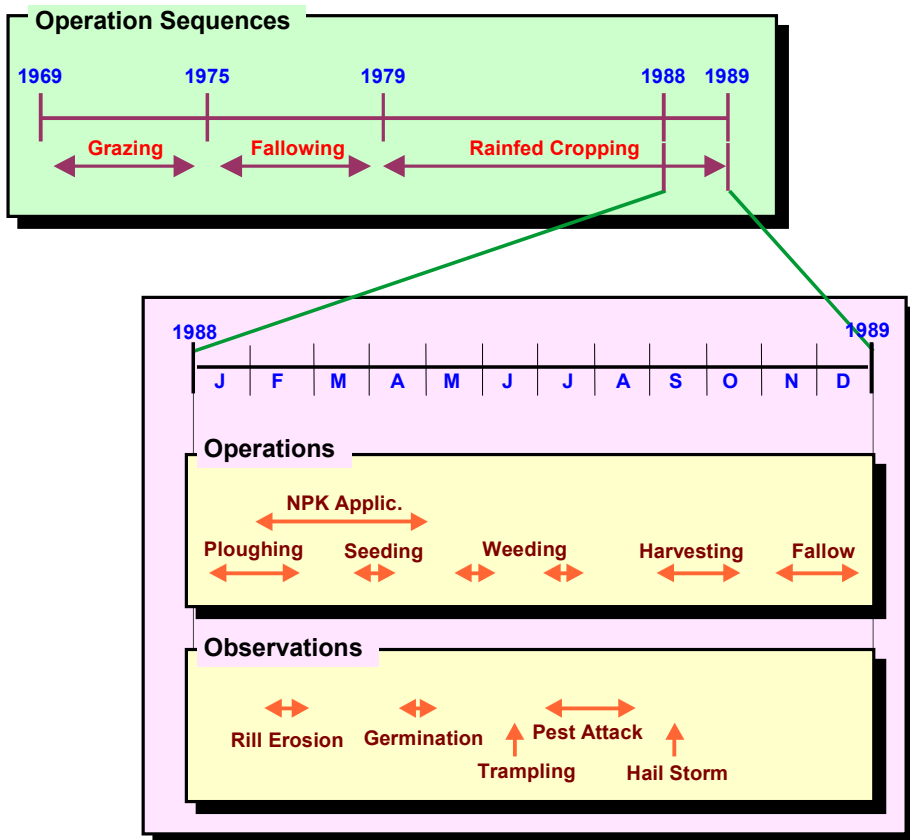 Operation Sequences
1969 1975 1979 1988 1989
Grazing Fallowing Rainfed Cropping
1988 1989
J F M A M J J A S O N D
Operations
NPK Applic.
Ploughing Seeding Weeding Harvesting Fallow
Observations
Rill Erosion Germination Pest Attack
Trampling Hail Storm